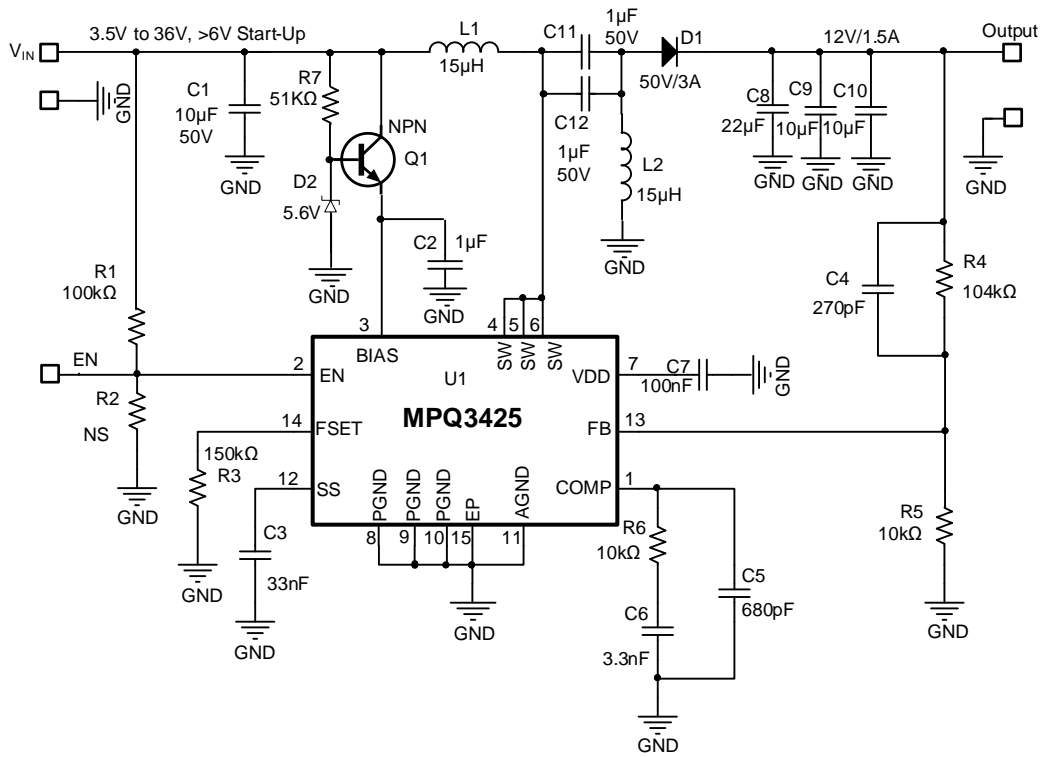 VIN
3.5V to 36V, >6V Start-Up
L1
15µH
C11
1µF
50V
D1
50V/3A
12V/1.5A
Output
GND
C1
10µF
50V
GND
R7
51KΩ
NPN
Q1
D2
5.6V
GND
C2
1µF
GND
C12
1µF
50V
L2
15µH
GND
C8
22µF
GND
C9
10µF
GND
C10
10µF
GND
GND
R1
100kΩ
C4
270pF
R4
104kΩ
EN
R2
NS
GND
3
BIAS
4
SW
5
SW
6
SW
2
EN
U1
MPQ3425
VDD
7
C7
100nF
GND
14
FSET
150kΩ
R3
GND
FB
13
12
SS
C3
33nF
GND
PGND
8
PGND
9
PGND
10
EP
15
AGND
11
GND
COMP
1
R6
10kΩ
C6
3.3nF
C5
680pF
GND
R5
10kΩ
GND